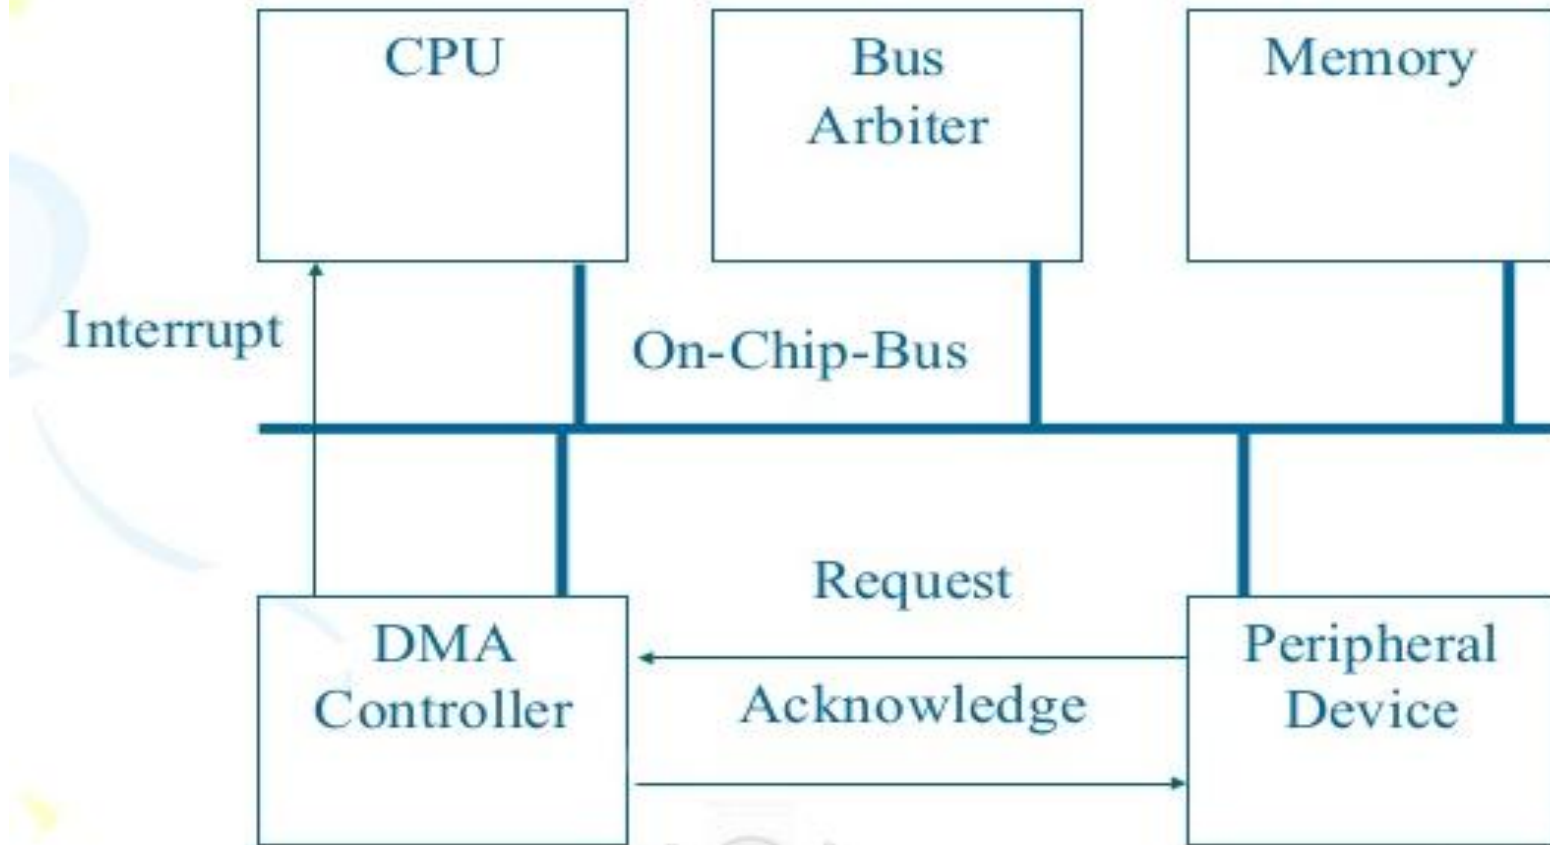 CPU
Bus
Arbiter
Memory
Interrupt
On-Chip-Bus
Request
DMA
Controller
Acknowledge
Peripheral
Device